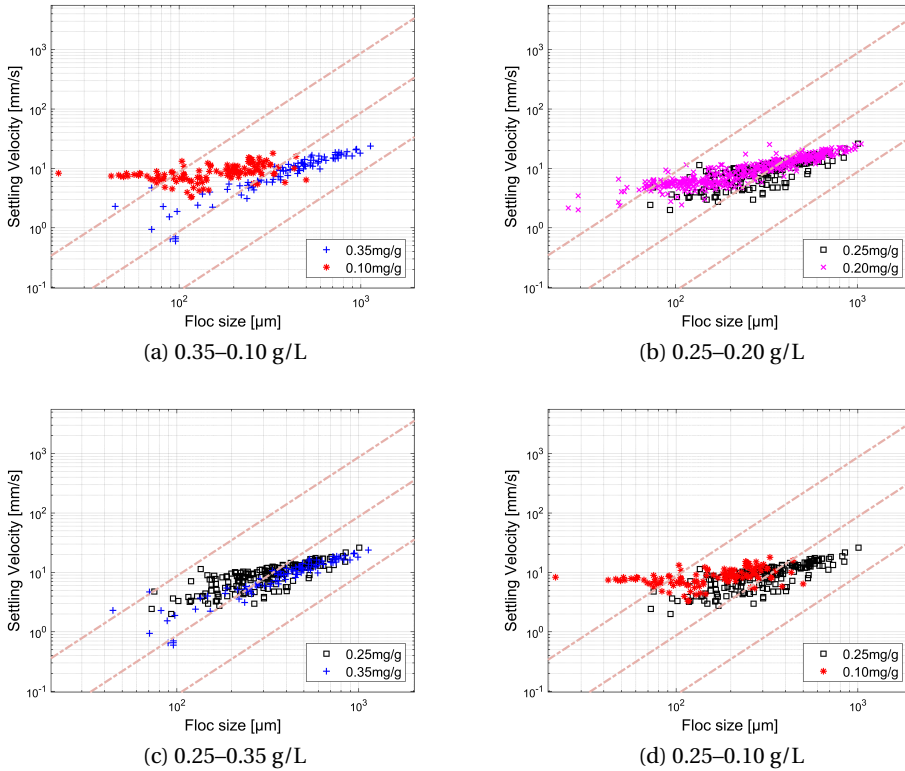 Settling Velocity [mm/s]
10³
10²
10¹
10⁰
10⁻¹
0.35mg/g
0.10mg/g
10²
10³
Floc size [µm]
(a) 0.35–0.10 g/L
Settling Velocity [mm/s]
10³
10²
10¹
10⁰
10⁻¹
0.25mg/g
0.20mg/g
10²
10³
Floc size [µm]
(b) 0.25–0.20 g/L
Settling Velocity [mm/s]
10³
10²
10¹
10⁰
10⁻¹
0.25mg/g
0.35mg/g
10²
10³
Floc size [µm]
(c) 0.25–0.35 g/L
Settling Velocity [mm/s]
10³
10²
10¹
10⁰
10⁻¹
0.25mg/g
0.10mg/g
10²
10³
Floc size [µm]
(d) 0.25–0.10 g/L